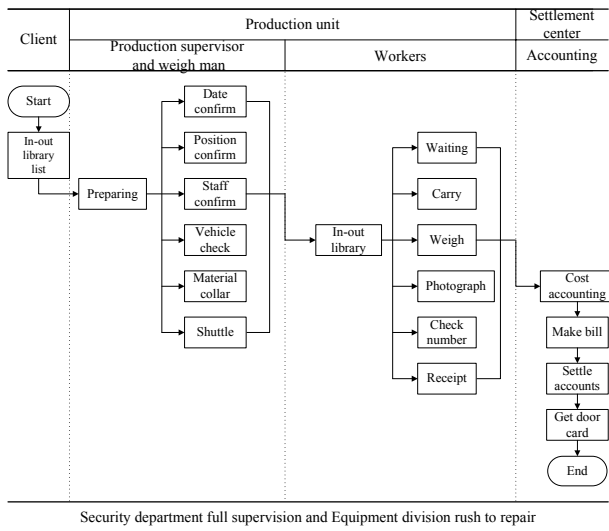 Client
Production unit
Settlement
center
Production supervisor
and weigh man
Workers
Accounting
Start
In-out
library
list
Preparing
Date
confirm
Position
confirm
Staff
confirm
Vehicle
check
Material
collar
Shuttle
In-out
library
Waiting
Carry
Weigh
Photograph
Check
number
Receipt
Cost
accounting
Make bill
Settle
accounts
Get door
card
End
Security department full supervision and Equipment division rush to repair